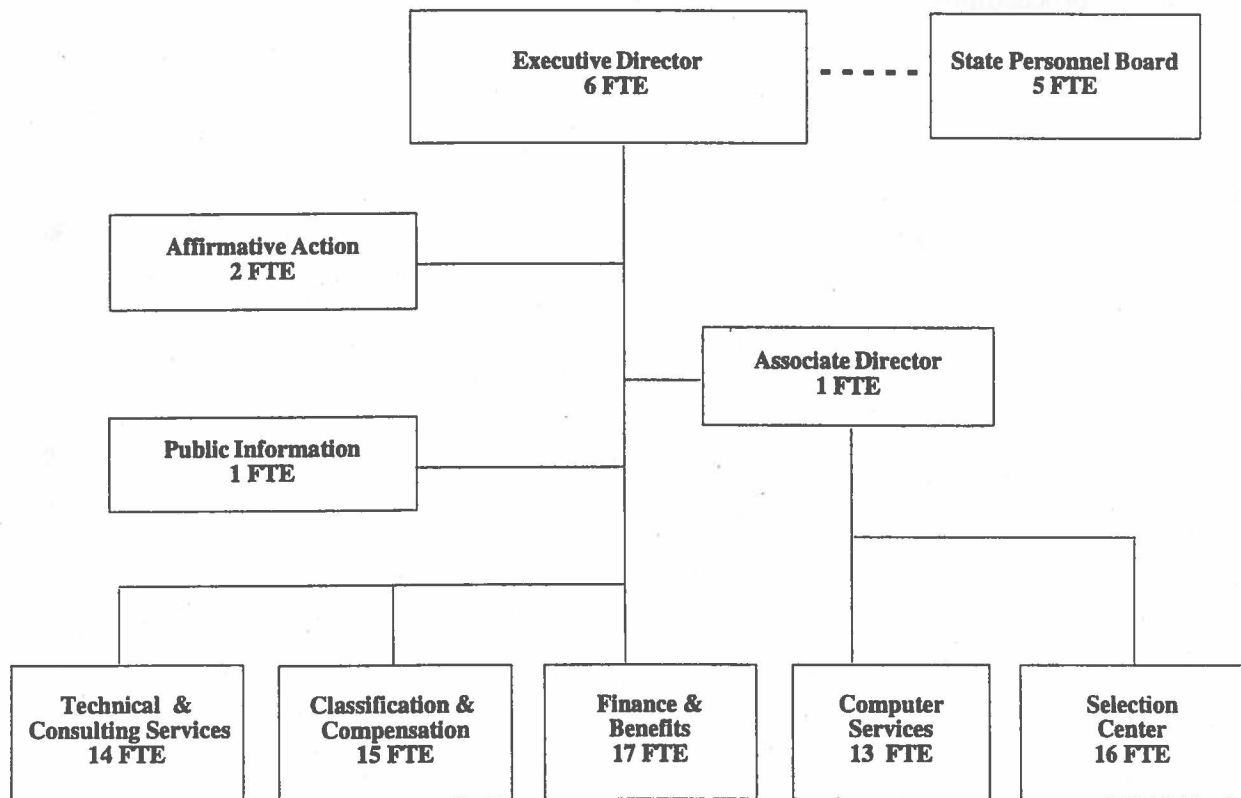 Executive Director
6 FTE
State Personnel Board
5 FTE
Affirmative Action
2 FTE
Associate Director
1 FTE
Public Information
1 FTE
Technical & 
Consulting Services
14 FTE
Classification &
Compensation
15 FTE
Finance &
Benefits
17 FTE
Computer
Services
13 FTE
Selection
Center
16 FTE